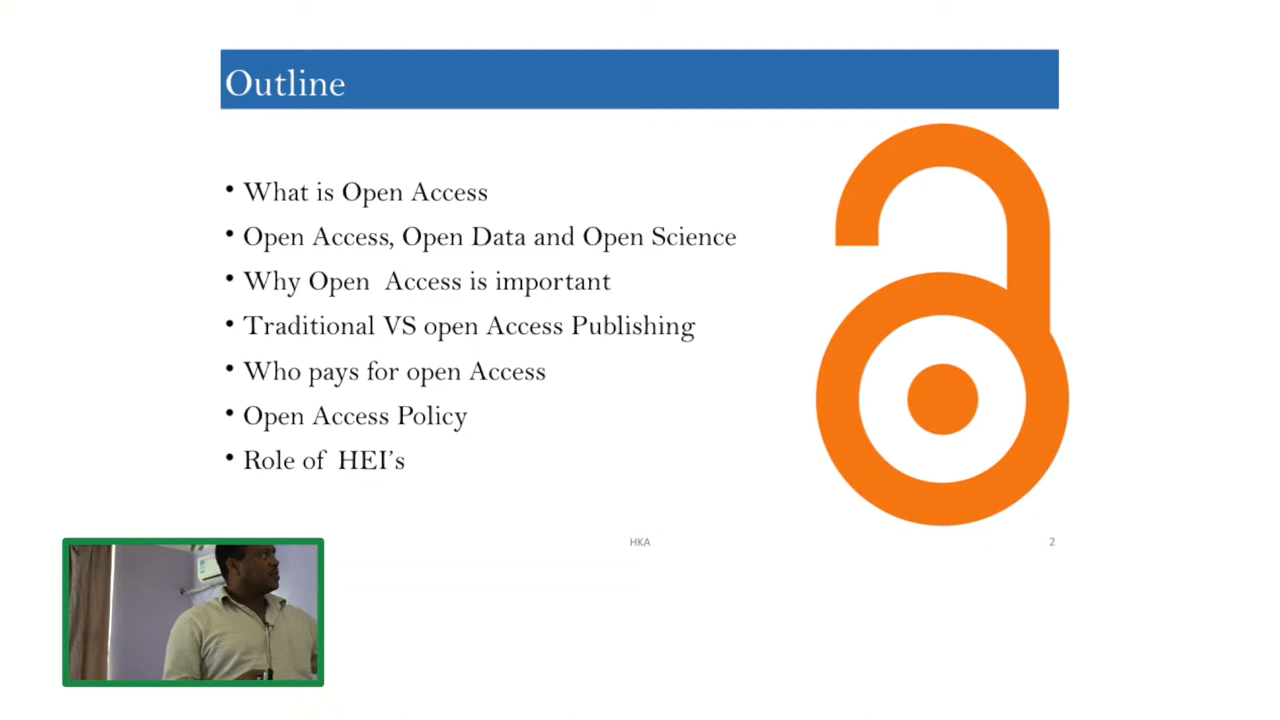 Outline
• What is Open Access
• Open Access, Open Data and Open Science
• Why Open  Access is important
• Traditional VS open Access Publishing
• Who pays for open Access
• Open Access Policy
• Role of  HEI's
HKA
2